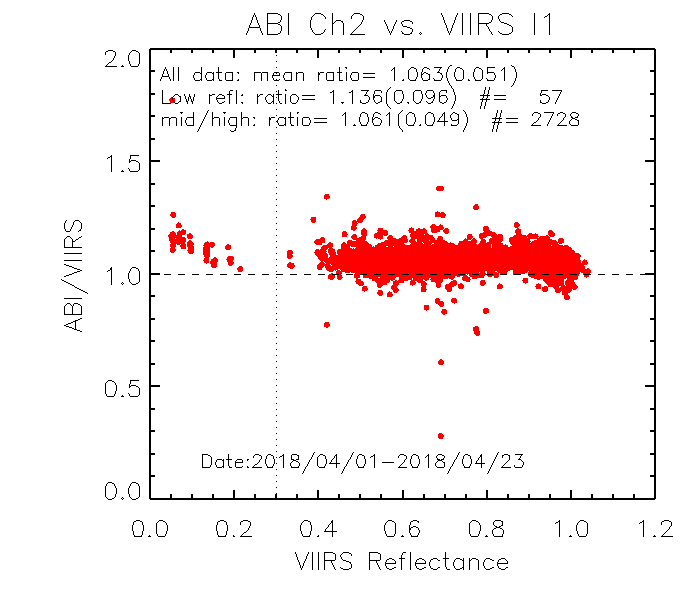 ABI Ch2 vs. VIIRS I1
2.0
All data: mean ratio= 1.063(0.051)
Low refl: ratio= 1.136(0.096) #= 57
mid/high: ratio= 1.061(0.049) #= 2728
1.5
ABI/VIIRS
1.0
0.5
Date:2018/04/01-2018/04/23
0.0
0.0 0.2 0.4 0.6 0.8 1.0 1.2
VIIRS Reflectance